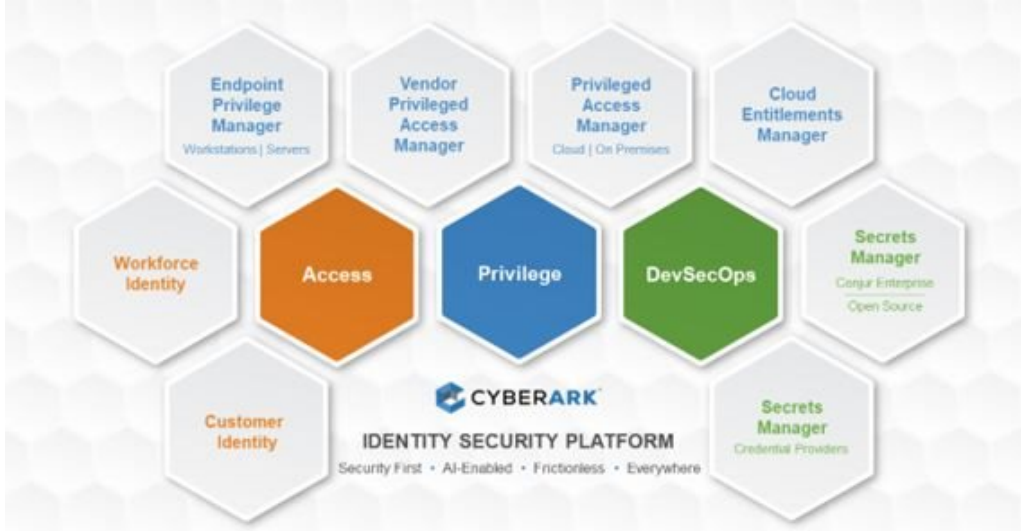 Endpoint
Privilege
Manager
Workstations | Servers
Vendor
Privileged
Access
Manager
Privileged
Access
Manager
Cloud | On Premises
Cloud
Entitlements
Manager
Workforce
Identity
Access
Privilege
DevSecOps
Secrets
Manager
Conjur Enterprise
Open Source
Customer
Identity
CYBERARK
IDENTITY SECURITY PLATFORM
Security First • AI-Enabled • Frictionless • Everywhere
Secrets
Manager
Credential Providers